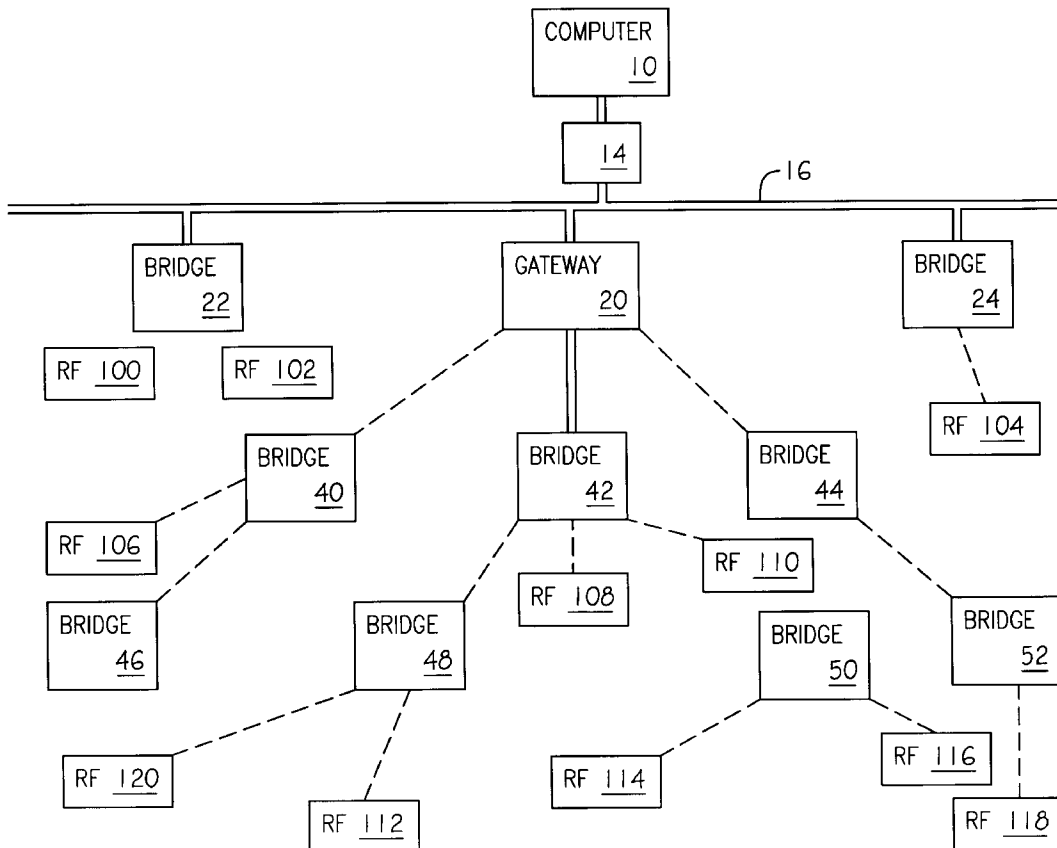 COMPUTER
10
14
16
BRIDGE
22
GATEWAY
20
BRIDGE
24
RF 100
RF 102
RF 104
BRIDGE
40
BRIDGE
42
BRIDGE
44
RF 106
RF 108
RF 110
BRIDGE
46
BRIDGE
48
BRIDGE
50
BRIDGE
52
RF 120
RF 112
RF 114
RF 116
RF 118